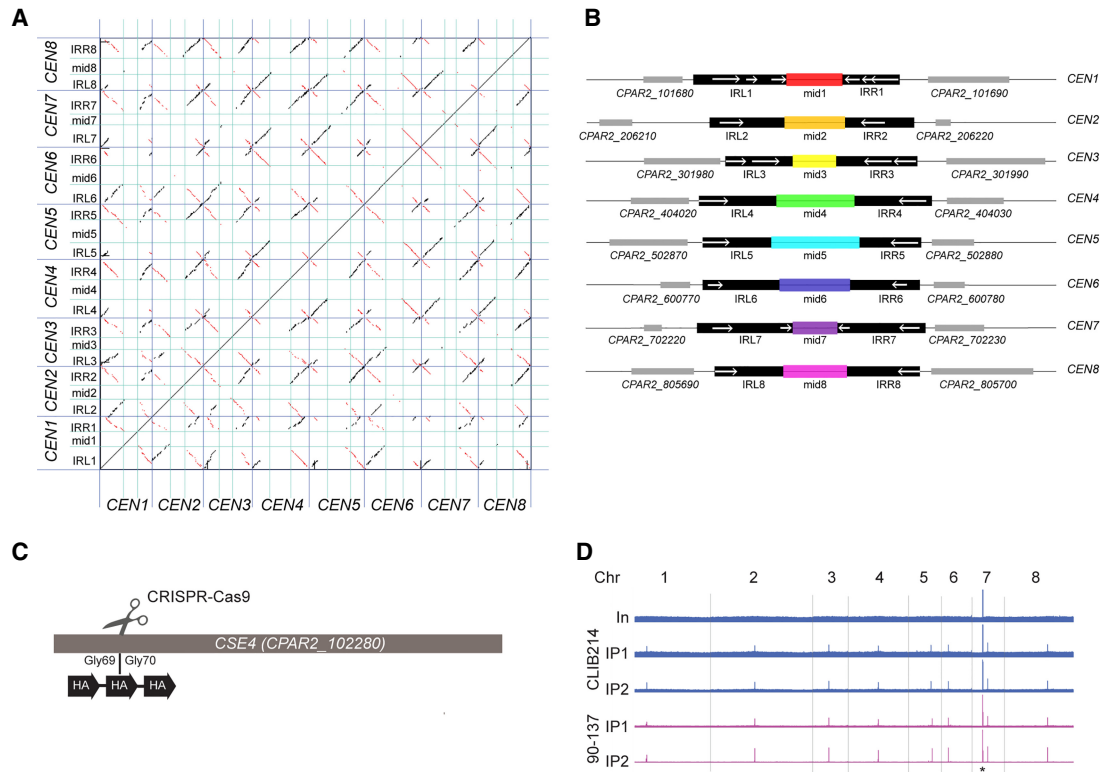 A
CEN8
IRR8
mid8
IRL8
CEN7
IRR7
mid7
IRL7
CEN6
IRR6
mid6
IRL6
CEN5
IRR5
mid5
IRL5
CEN4
IRR4
mid4
IRL4
CEN3
IRR3
mid3
IRL3
CEN2
IRR2
mid2
IRL2
CEN1
IRR1
mid1
IRL1
CEN1 CEN2 CEN3 CEN4 CEN5 CEN6 CEN7 CEN8
B
CEN1
CPAR2_101680 IRL1 mid1 IRR1 CPAR2_101690
CEN2
CPAR2_206210 IRL2 mid2 IRR2 CPAR2_206220
CEN3
CPAR2_301980 IRL3 mid3 IRR3 CPAR2_301990
CEN4
CPAR2_404020 IRL4 mid4 IRR4 CPAR2_404030
CEN5
CPAR2_502870 IRL5 mid5 IRR5 CPAR2_502880
CEN6
CPAR2_600770 IRL6 mid6 IRR6 CPAR2_600780
CEN7
CPAR2_702220 IRL7 mid7 IRR7 CPAR2_702230
CEN8
CPAR2_805690 IRL8 mid8 IRR8 CPAR2_805700
C
CRISPR-Cas9
CSE4 (CPAR2_102280)
Gly69 Gly70
HA HA HA
D
Chr 1 2 3 4 5 6 7 8
In
CLIB214
IP1
IP2
90-137
IP1
IP2
*